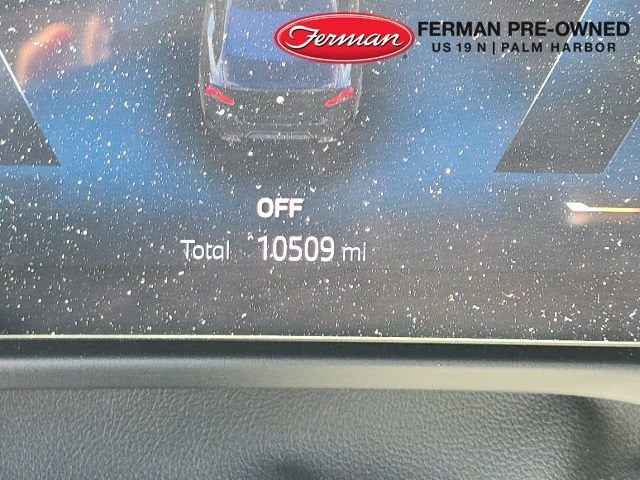 Ferman
FERMAN PRE-OWNED
US 19 N | PALM HARBOR
OFF
Total 10509 mi